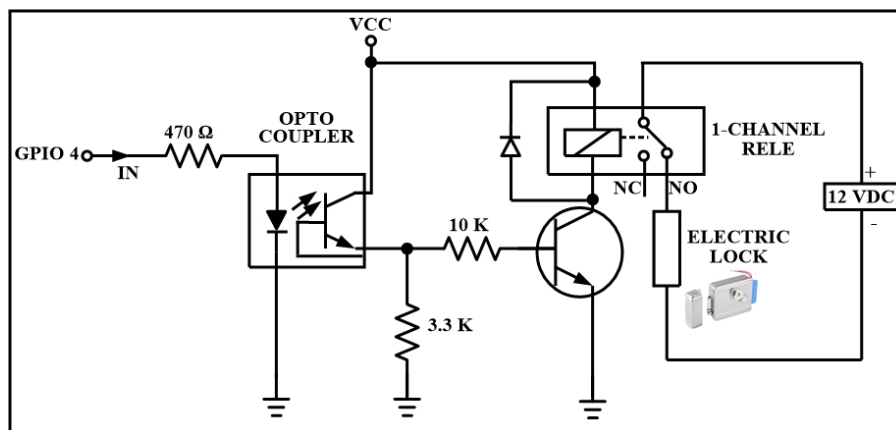 VCC
OPTO
COUPLER
470 Ω
GPIO 4
IN
1-CHANNEL
RELE
NC
NO
+
12 VDC
-
10 K
ELECTRIC
LOCK
3.3 K